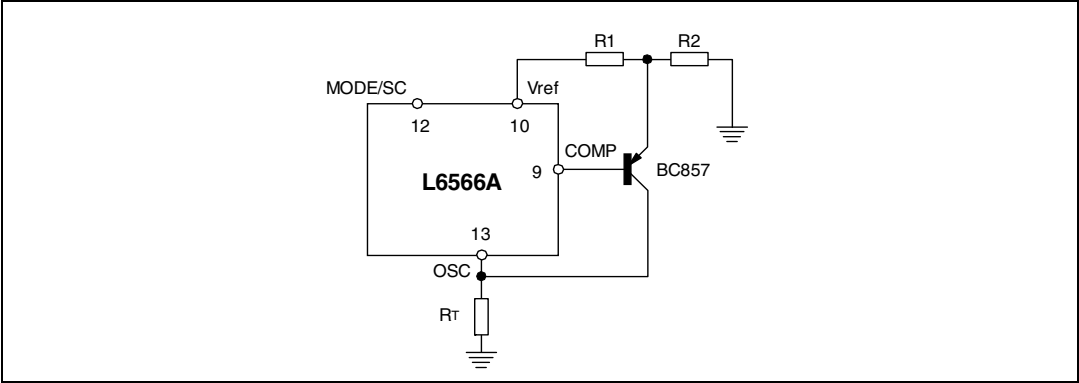 R1
R2
MODE/SC
Vref
12
10
COMP
9
BC857
L6566A
13
OSC
RT